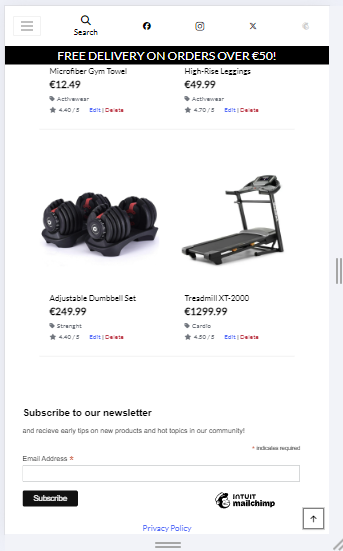 Search
FREE DELIVERY ON ORDERS OVER €50!
Microfiber Gym Towel
€12.49
Activewear
4.40 / 5 Edit | Delete
High-Rise Leggings
€49.99
Activewear
4.70 / 5 Edit | Delete
Adjustable Dumbbell Set
€249.99
Strenght
4.40 / 5 Edit | Delete
Treadmill XT-2000
€1299.99
Cardio
4.50 / 5 Edit | Delete
Subscribe to our newsletter
and recieve early tips on new products and hot topics in our community!
* indicates required
Email Address *
Subscribe
INTUIT
mailchimp
Privacy Policy